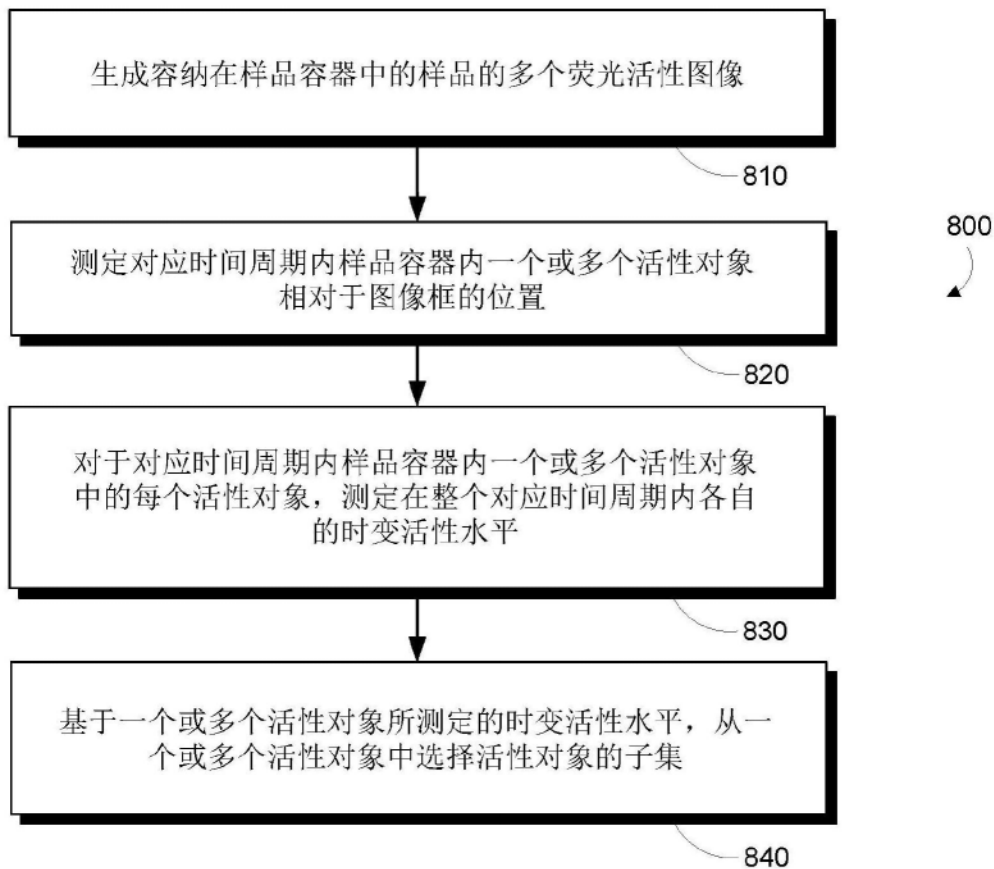 生成容纳在样品容器中的样品的多个荧光活性图像
810
测定对应时间周期内样品容器内一个或多个活性对象
相对于图像框的位置
800
820
对于对应时间周期内样品容器内一个或多个活性对象
中的每个活性对象，测定在整个对应时间周期内各自
的时变活性水平
830
基于一个或多个活性对象所测定的时变活性水平，从一
个或多个活性对象中选择活性对象的子集
840